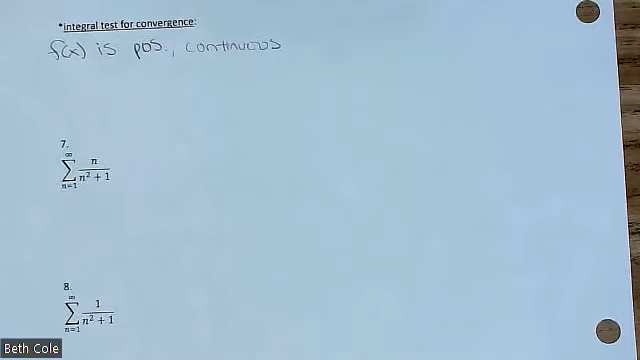 *Integral test for convergence:
f(x) is pos., continuous
7.
∞
∑ n/(n² + 1)
n=1
8.
∞
∑ 1/(n² + 1)
n=1
Beth Cole